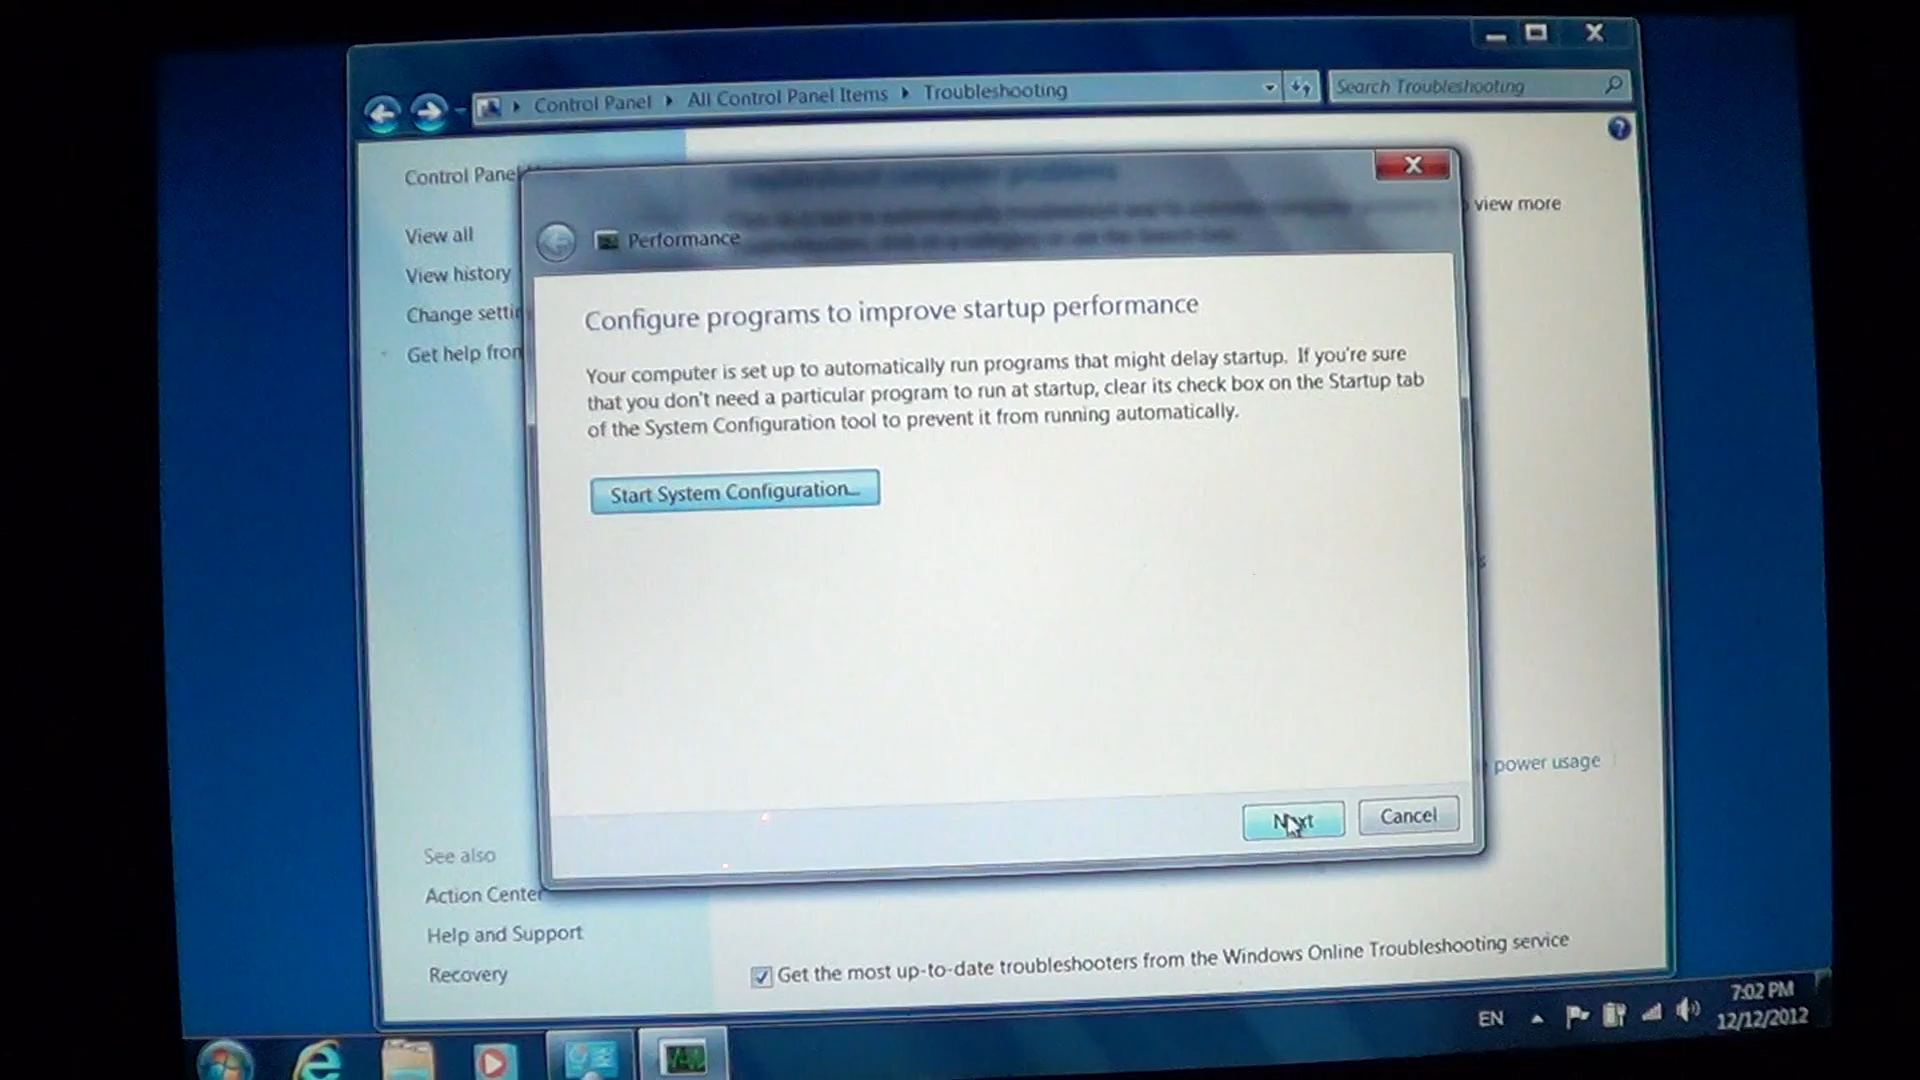 Control Panel
All Control Panel Items
Troubleshooting
Search Troubleshooting
Control Panel
view more
View all
View history
Change
Get help from
Performance
Configure programs to improve startup performance
Your computer is set up to automatically run programs that might delay startup. If you're sure
that you don't need a particular program to run at startup, clear its check box on the Startup tab
of the System Configuration tool to prevent it from running automatically.
Start System Configuration...
power usage
Next
Cancel
See also
Action Center
Help and Support
Recovery
Get the most up-to-date troubleshooters from the Windows Online Troubleshooting service
EN
7:02 PM
12/12/2012